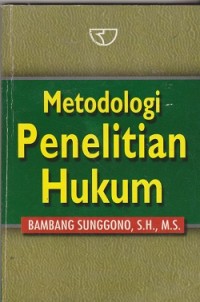 Metodologi
Penelitian
Hukum
BAMBANG SUNGGONO, S.H., M.S.